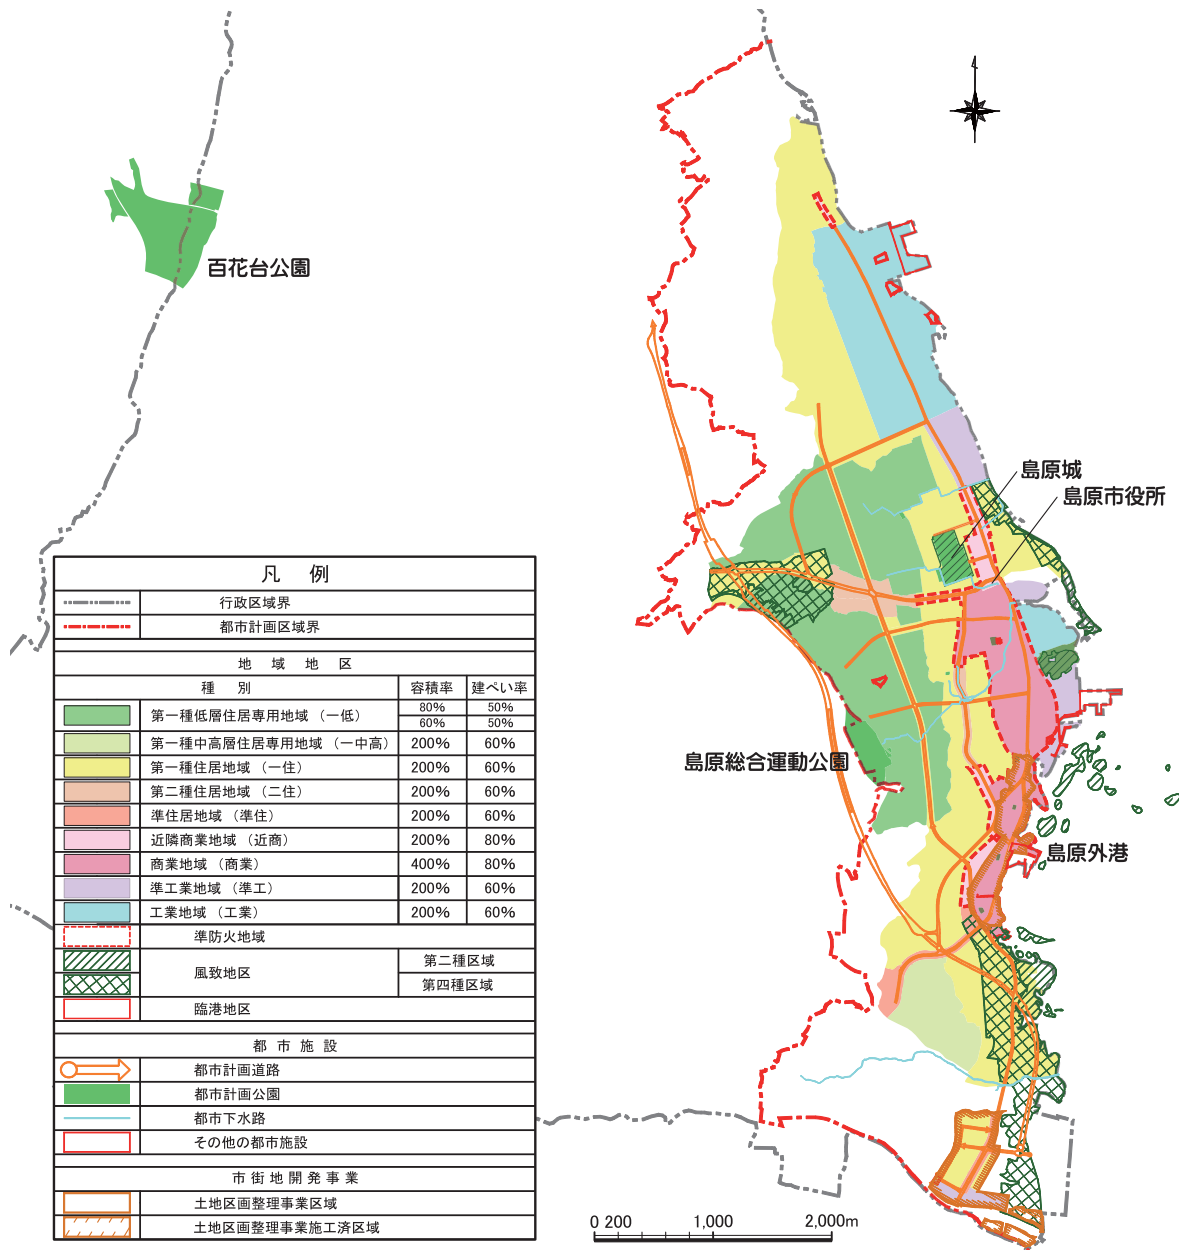 百花台公園
島原城
島原市役所
島原総合運動公園
島原外港
凡 例
行政区域界
都市計画区域界
地 域 地 区
種 別 容積率 建ぺい率
第一種低層住居専用地域 (一低) 80% 50%
60% 50%
第一種中高層住居専用地域 (一中高) 200% 60%
第一種住居地域 (一住) 200% 60%
第二種住居地域 (二住) 200% 60%
準住居地域 (準住) 200% 60%
近隣商業地域 (近商) 200% 80%
商業地域 (商業) 400% 80%
準工業地域 (準工) 200% 60%
工業地域 (工業) 200% 60%
準防火地域
風致地区 第二種区域
第四種区域
臨港地区
都 市 施 設
都市計画道路
都市計画公園
都市下水路
その他の都市施設
市 街 地 開 発 事 業
土地区画整理事業区域
土地区画整理事業施工済区域
0 200 1,000 2,000m